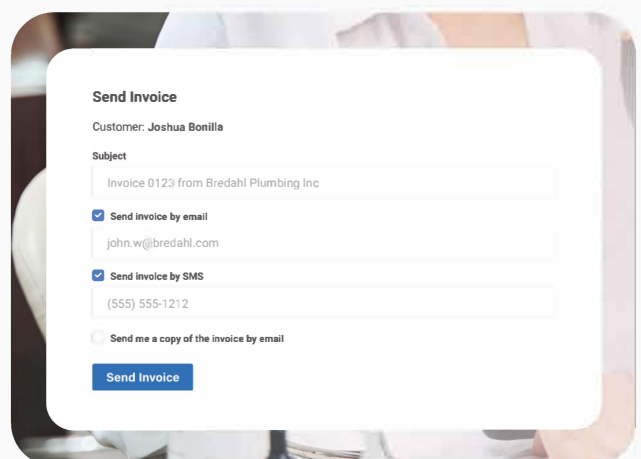 Send Invoice
Customer: Joshua Bonilla
Subject
Invoice 0123 from Bredahl Plumbing Inc
Send invoice by email
john.w@bredahl.com
Send invoice by SMS
(555) 555-1212
Send me a copy of the invoice by email
Send Invoice